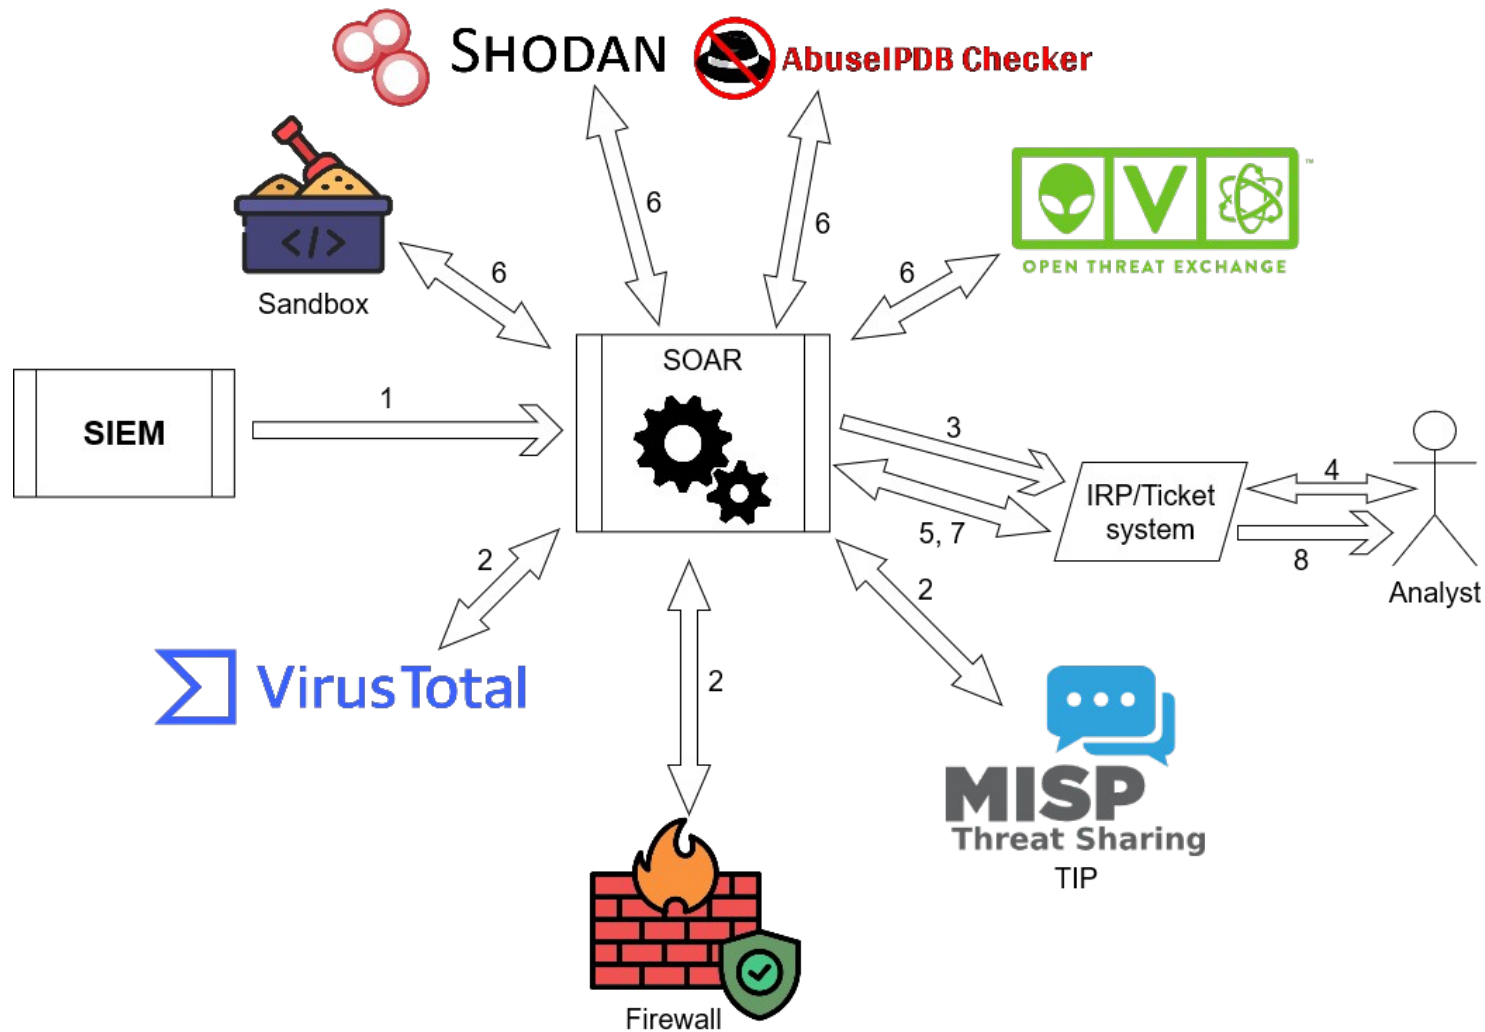 SHODAN
AbuseIPDB Checker
6
6
OPEN THREAT EXCHANGE
™
</>
Sandbox
6
6
SOAR
SIEM
1
3
IRP/Ticket
system
4
5, 7
8
Analyst
2
2
2
VirusTotal
MISP
Threat Sharing
TIP
Firewall